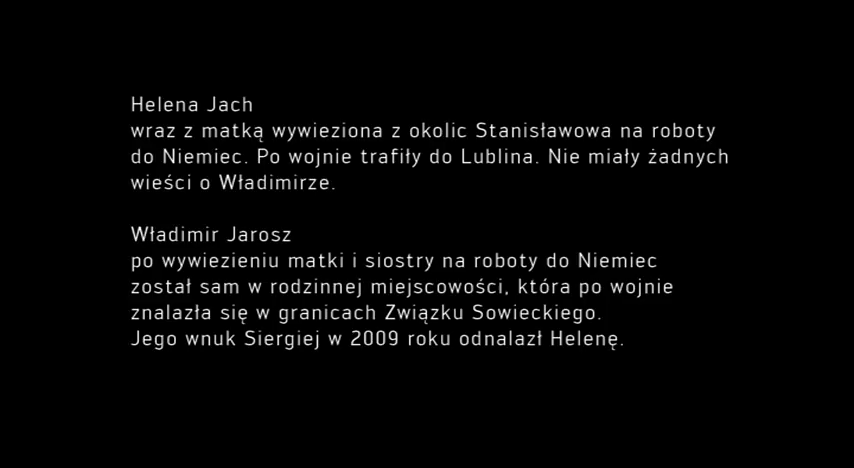 Helena Jach
wraz z matką wywieziona z okolic Stanisławowa na roboty
do Niemiec. Po wojnie trafiły do Lublina. Nie miały żadnych
wieści o Władimirze.
Władimir Jarosz
po wywiezieniu matki i siostry na roboty do Niemiec
został sam w rodzinnej miejscowości, która po wojnie
znalazła się w granicach Związku Sowieckiego.
Jego wnuk Siergiej w 2009 roku odnalazł Helenę.